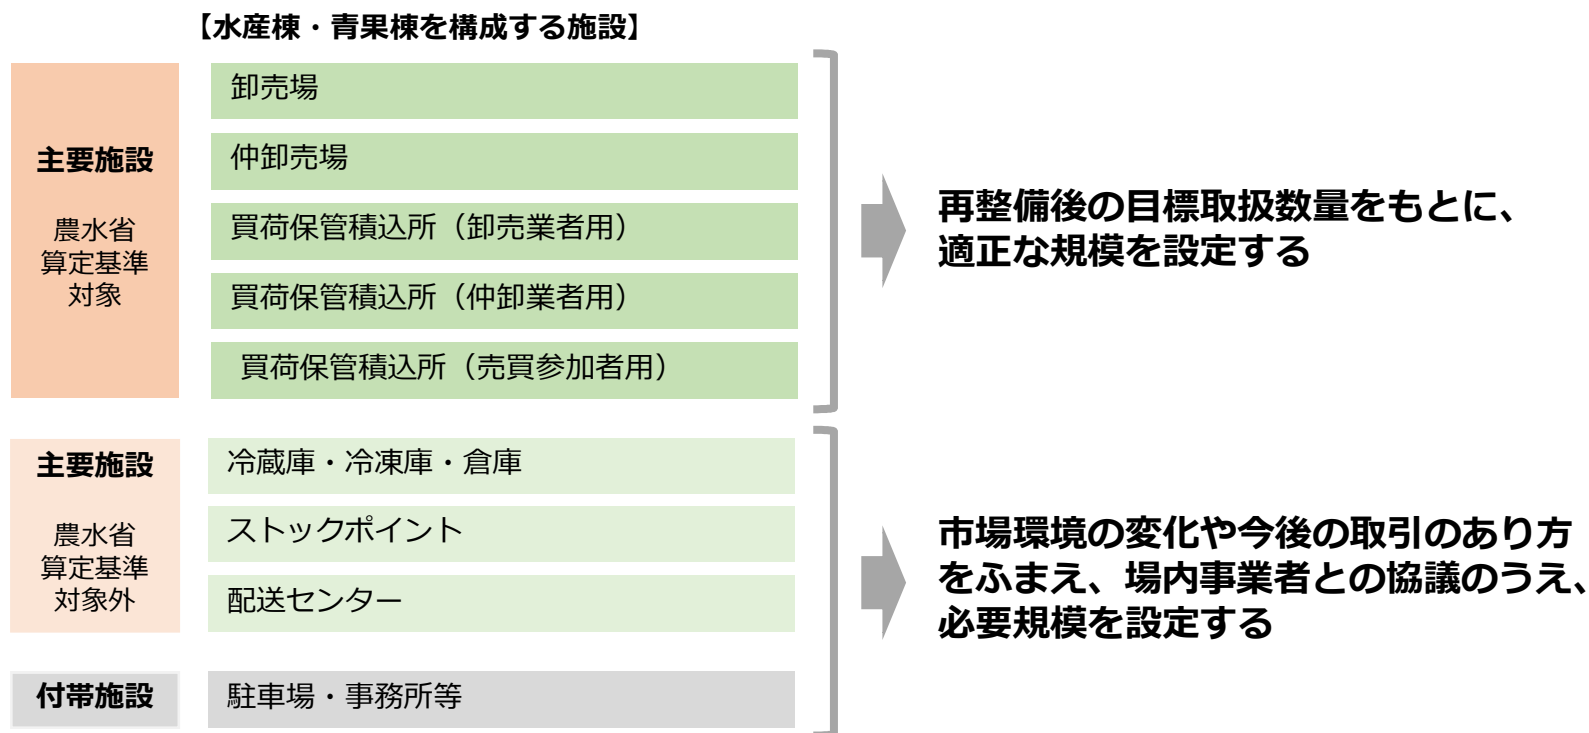 【水産棟・青果棟を構成する施設】
主要施設
農水省
算定基準
対象
卸売場
仲卸売場
買荷保管積込所（卸売業者用）
買荷保管積込所（仲卸業者用）
買荷保管積込所（売買参加者用）
再整備後の目標取扱数量をもとに、
適正な規模を設定する
主要施設
農水省
算定基準
対象外
冷蔵庫・冷凍庫・倉庫
ストックポイント
配送センター
付帯施設
駐車場・事務所等
市場環境の変化や今後の取引のあり方
をふまえ、場内事業者との協議のうえ、
必要規模を設定する